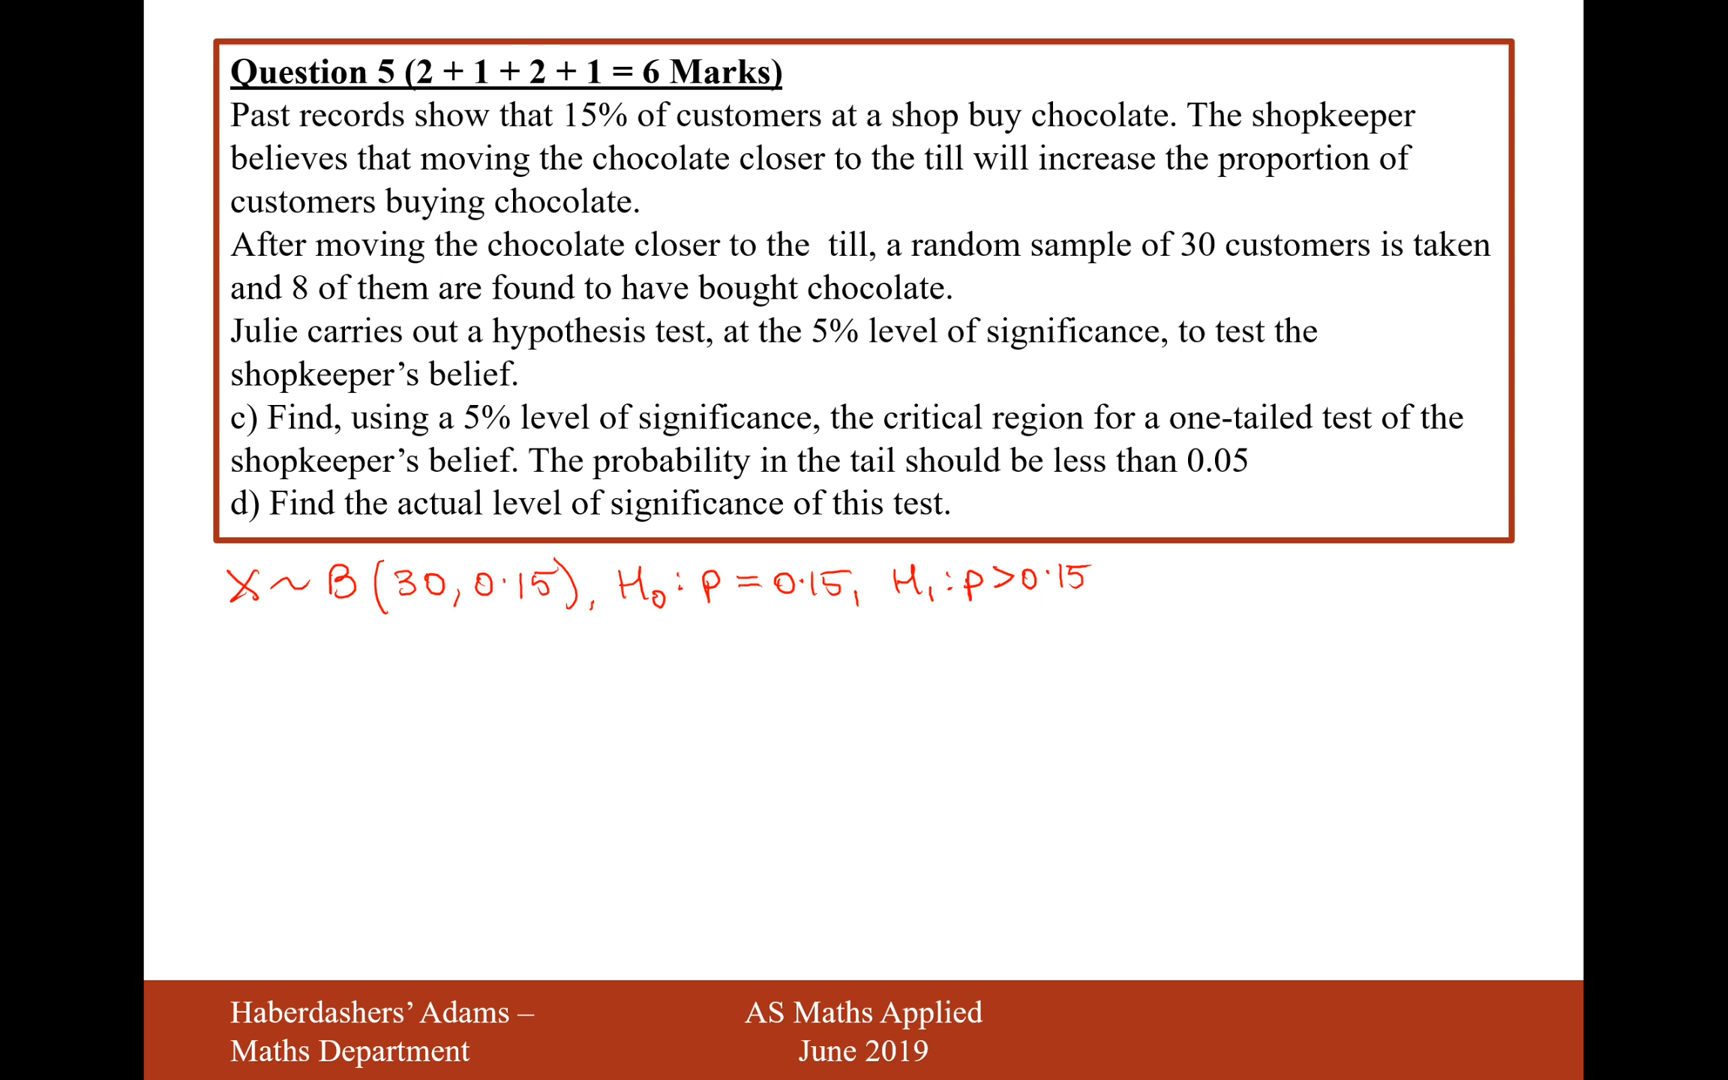 Question 5 (2 + 1 + 2 + 1 = 6 Marks)
Past records show that 15% of customers at a shop buy chocolate. The shopkeeper
believes that moving the chocolate closer to the till will increase the proportion of
customers buying chocolate.
After moving the chocolate closer to the  till, a random sample of 30 customers is taken
and 8 of them are found to have bought chocolate.
Julie carries out a hypothesis test, at the 5% level of significance, to test the
shopkeeper’s belief.
c) Find, using a 5% level of significance, the critical region for a one-tailed test of the
shopkeeper’s belief. The probability in the tail should be less than 0.05
d) Find the actual level of significance of this test.
X ~ B (30, 0·15), H₀ : p = 0·15, H₁ : p > 0·15
Haberdashers’ Adams –
Maths Department
AS Maths Applied
June 2019